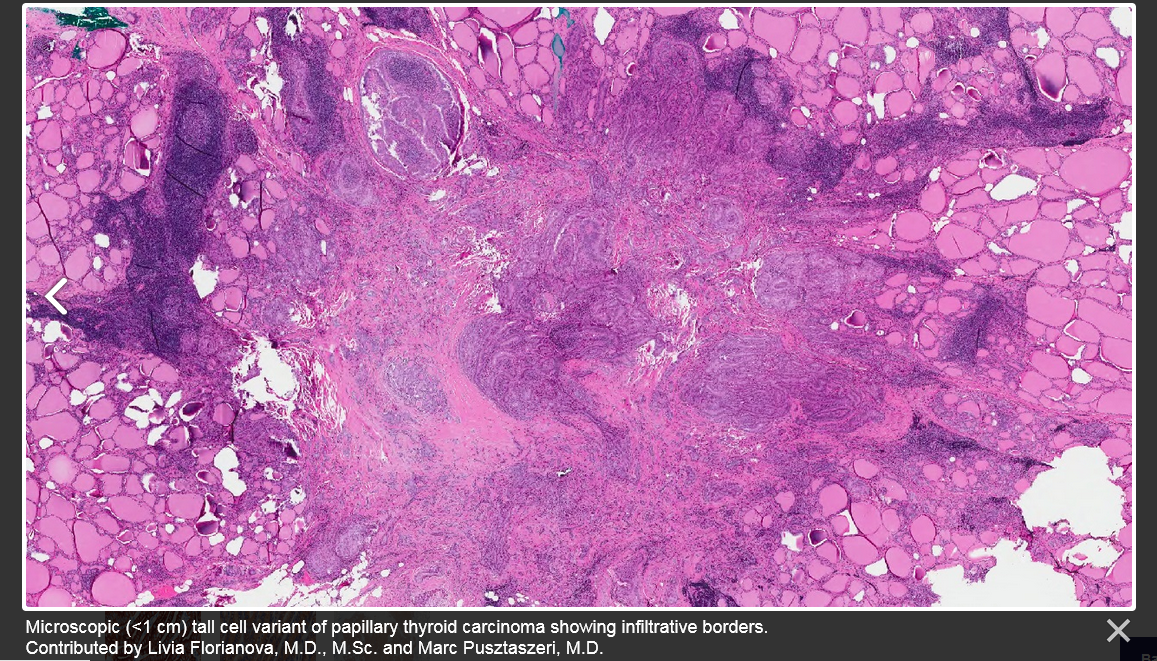 Microscopic (<1 cm) tall cell variant of papillary thyroid carcinoma showing infiltrative borders.
Contributed by Livia Florianova, M.D., M.Sc. and Marc Pusztaszeri, M.D.